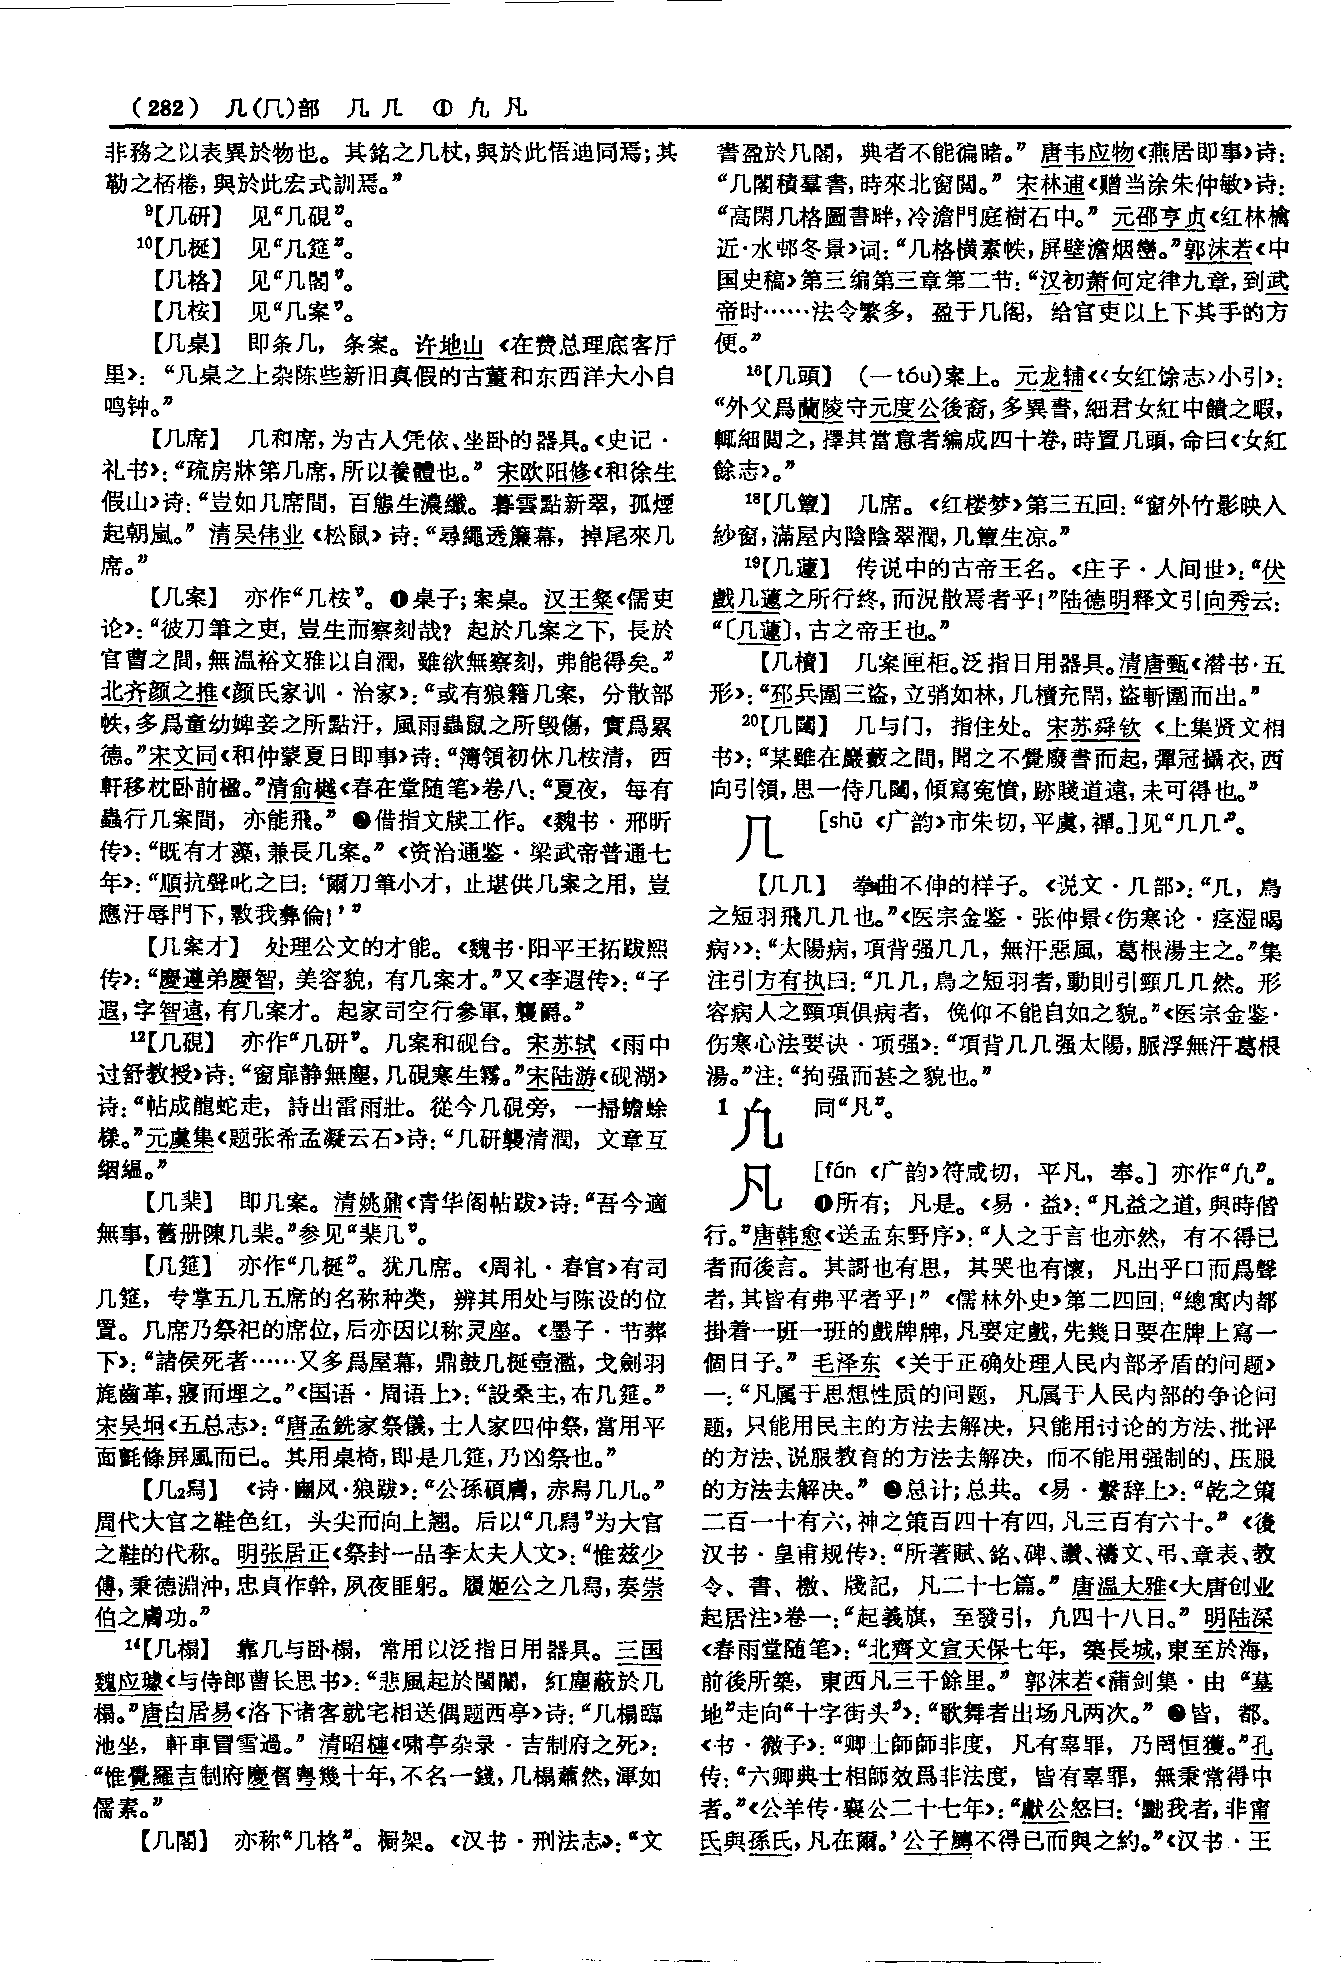 (282) 几(⺇)部 几 几 ① 凢 凡
非務之以表異於物也。其銘之几杖,與於此悟迪同焉;其
勒之柸棬,與於此宏式訓焉。”
⁹【几研】 见“几硯”。
¹⁰【几梴】 见“几筵”。
【几格】 见“几閣”。
【几桉】 见“几案”。
【几桌】 即条几,条案。许地山《在费总理底客厅
里》:“几桌之上杂陈些新旧真假的古董和东西洋大小自
鸣钟。”
【几席】 几和席,为古人凭依、坐卧的器具。《史记·
礼书》:“疏房牀笫几席,所以養體也。”宋欧阳修《和徐生
假山》诗:“豈如几席間,百態生濃纖。暮雲點新翠,孤煙
起朝嵐。”清吴伟业《松鼠》诗:“尋繩透簾幕,掉尾來几
席。”
【几案】 亦作“几桉”。❶桌子;案桌。汉王粲《儒吏
论》:“彼刀筆之吏,豈生而察刻哉?起於几案之下,長於
官曹之間,無温裕文雅以自潤,雖欲無察刻,弗能得矣。”
北齐颜之推《颜氏家训·治家》:“或有狼籍几案,分散部
帙,多爲童幼婢妾之所點汙,風雨蟲鼠之所毁傷,實爲累
德。”宋文同《和仲蒙夏日即事》诗:“簿領初休几桉清,西
軒移枕卧前楹。”清俞樾《春在堂随笔》卷八:“夏夜,每有
蟲行几案間,亦能飛。”❷借指文牍工作。《魏书·邢昕
传》:“既有才藻,兼長几案。”《资治通鉴·梁武帝普通七
年》:“順抗聲叱之曰:‘爾刀筆小才,止堪供几案之用,豈
應汙辱門下,斁我彝倫!’”
【几案才】 处理公文的才能。《魏书·阳平王拓跋熙
传》:“慶遵弟慶智,美容貌,有几案才。”又《李遐传》:“子
遐,字智遠,有几案才。起家司空行參軍,襲爵。”
¹²【几硯】 亦作“几研”。几案和砚台。宋苏轼《雨中
过舒教授》诗:“窗扉静無塵,几硯寒生霧。”宋陆游《砚湖》
诗:“帖成龍蛇走,詩出雷雨壯。從今几硯旁,一掃蟾蜍
樣。”元虞集《题张希孟凝云石》诗:“几研襲清潤,文章互
絪緼。”
【几棐】 即几案。清姚鼐《青华阁帖跋》诗:“吾今適
無事,舊册陳几棐。”参见“棐几”。
【几筵】 亦作“几梴”。犹几席。《周礼·春官》有司
几筵,专掌五几五席的名称种类,辨其用处与陈设的位
置。几席乃祭祀的席位,后亦因以称灵座。《墨子·节葬
下》:“諸侯死者……又多爲屋幕,鼎鼓几梴壺濫,戈劍羽
旄齒革,寢而埋之。”《国语·周语上》:“設桑主,布几筵。”
宋吴坰《五总志》:“唐孟銑家祭儀,士人家四仲祭,當用平
面氈條屏風而已。其用桌椅,即是几筵,乃凶祭也。”
【几₂舄】 《诗·豳风·狼跋》:“公孫碩膚,赤舄几几。”
周代大官之鞋色红,头尖而向上翘。后以“几舄”为大官
之鞋的代称。明张居正《祭封一品李太夫人文》:“惟兹少
傅,秉德淵沖,忠貞作幹,夙夜匪躬。履姬公之几舄,奏崇
伯之膚功。”
¹⁴【几榻】 靠几与卧榻,常用以泛指日用器具。三国
魏应璩《与侍郎曹长思书》:“悲風起於閨闥,紅塵蔽於几
榻。”唐白居易《洛下诸客就宅相送偶题西亭》诗:“几榻臨
池坐,軒車冒雪過。”清昭槤《啸亭杂录·吉制府之死》:
“惟覺羅吉制府慶督粤幾十年,不名一錢,几榻蕭然,渾如
儒素。”
【几閣】 亦称“几格”。橱架。《汉书·刑法志》:“文
書盈於几閣,典者不能徧睹。”唐韦应物《燕居即事》诗:
“几閣積羣書,時來北窗閲。”宋林逋《赠当涂朱仲敏》诗:
“高閑几格圖書畔,冷澹門庭樹石中。”元邵亨贞《红林檎
近·水邨冬景》词:“几格横素帙,屏壁澹烟巒。”郭沫若《中
国史稿》第三编第三章第二节:“汉初萧何定律九章,到武
帝时……法令繁多,盈于几阁,给官吏以上下其手的方
便。”
¹⁶【几頭】 (一tóu)案上。元龙辅《〈女红馀志〉小引》:
“外父爲蘭陵守元度公後裔,多異書,細君女紅中饋之暇,
輒細閲之,擇其當意者编成四十卷,時置几頭,命曰《女紅
餘志》。”
¹⁸【几簟】 几席。《红楼梦》第三五回:“窗外竹影映入
紗窗,滿屋内陰陰翠潤,几簟生凉。”
¹⁹【几蘧】 传说中的古帝王名。《庄子·人间世》:“伏
戲几蘧之所行終,而況散焉者乎!”陆德明释文引向秀云:
“〔几蘧〕,古之帝王也。”
【几櫝】 几案匣柜。泛指日用器具。清唐甄《潜书·五
形》:“邳兵圍三盜,立弰如林,几櫝充閈,盜斬圍而出。”
²⁰【几闥】 几与门,指住处。宋苏舜钦《上集贤文相
书》:“某雖在巖藪之間,聞之不覺廢書而起,彈冠攝衣,西
向引領,思一侍几闥,傾寫寃憤,跡賤道遠,未可得也。”
几 [shū 《广韵》市朱切,平虞,禪。]见“几几”。
【几几】 拳曲不伸的样子。《说文·几部》:“几,鳥
之短羽飛几几也。”《医宗金鉴·张仲景〈伤寒论·痉湿暍
病〉》:“太陽病,項背强几几,無汗惡風,葛根湯主之。”集
注引方有执曰:“几几,鳥之短羽者,動則引頸几几然。形
容病人之頸項俱病者,俛仰不能自如之貌。”《医宗金鉴·
伤寒心法要诀·项强》:“項背几几强太陽,脈浮無汗葛根
湯。”注:“拘强而甚之貌也。”
1 凢 同“凡”。
凡 [fán 《广韵》符咸切,平凡,奉。] 亦作“凢”。
❶所有;凡是。《易·益》:“凡益之道,與時偕
行。”唐韩愈《送孟东野序》:“人之于言也亦然,有不得已
者而後言。其謌也有思,其哭也有懷,凡出乎口而爲聲
者,其皆有弗平者乎!”《儒林外史》第二四回:“總寓内都
掛着一班一班的戲牌牌,凡要定戲,先幾日要在牌上寫一
個日子。”毛泽东《关于正确处理人民内部矛盾的问题》
一:“凡属于思想性质的问题,凡属于人民内部的争论问
题,只能用民主的方法去解决,只能用讨论的方法、批评
的方法、说服教育的方法去解决,而不能用强制的、压服
的方法去解决。”❷总计;总共。《易·繫辞上》:“乾之策
二百一十有六,神之策百四十有四,凡三百有六十。”《後
汉书·皇甫规传》:“所著賦、銘、碑、讚、禱文、弔、章表、教
令、書、檄、牋記,凡二十七篇。”唐温大雅《大唐创业
起居注》卷一:“起義旗,至發引,凢四十八日。”明陆深
《春雨堂随笔》:“北齊文宣天保七年,築長城,東至於海,
前後所築,東西凡三千餘里。”郭沫若《蒲剑集·由“墓
地”走向“十字街头”》:“歌舞者出场凡两次。”❸皆,都。
《书·微子》:“卿士師師非度,凡有辜罪,乃罔恒獲。”孔
传:“六卿典士相師效爲非法度,皆有辜罪,無秉常得中
者。”《公羊传·襄公二十七年》:“獻公怒曰:‘黜我者,非甯
氏與孫氏,凡在爾。’公子鱄不得已而與之約。”《汉书·王